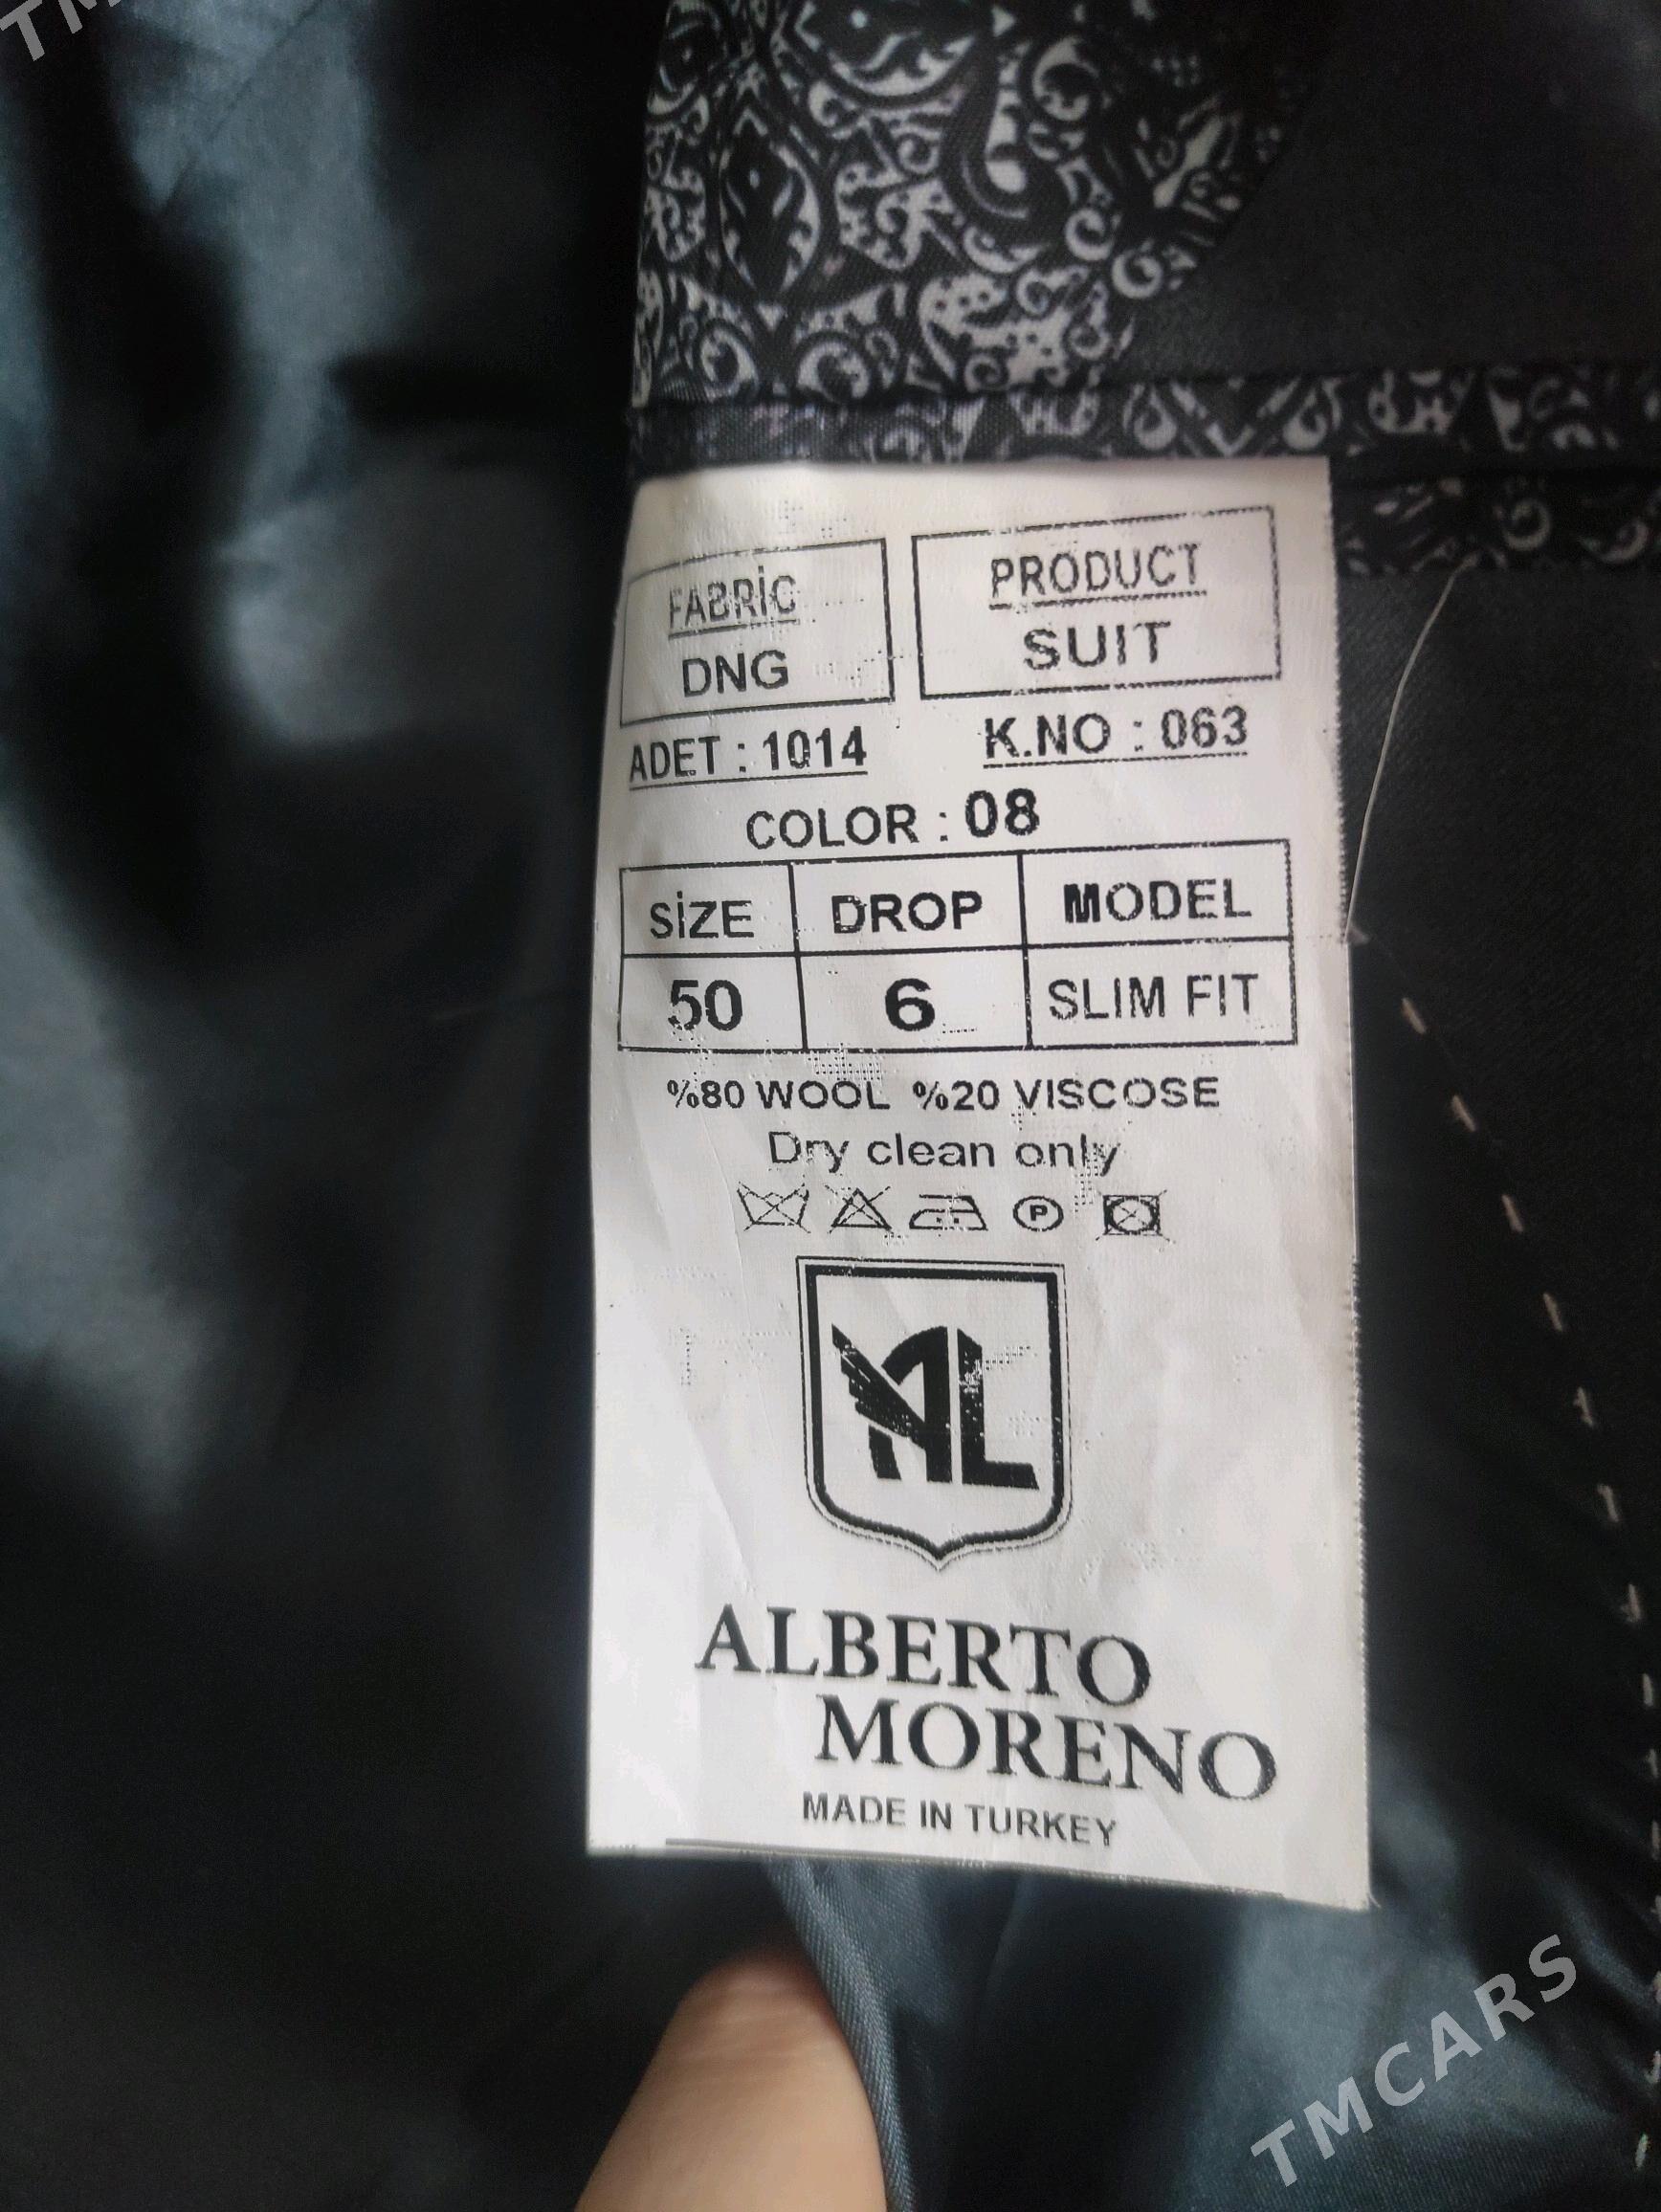 FABRİC
DNG
PRODUCT
SUIT
ADET : 1014
K.NO : 063
COLOR : 08
SİZE DROP MODEL
50 6 SLIM FIT
%80 WOOL %20 VISCOSE
Dry clean only
P
AL
ALBERTO
MORENO
MADE IN TURKEY
TMCARS